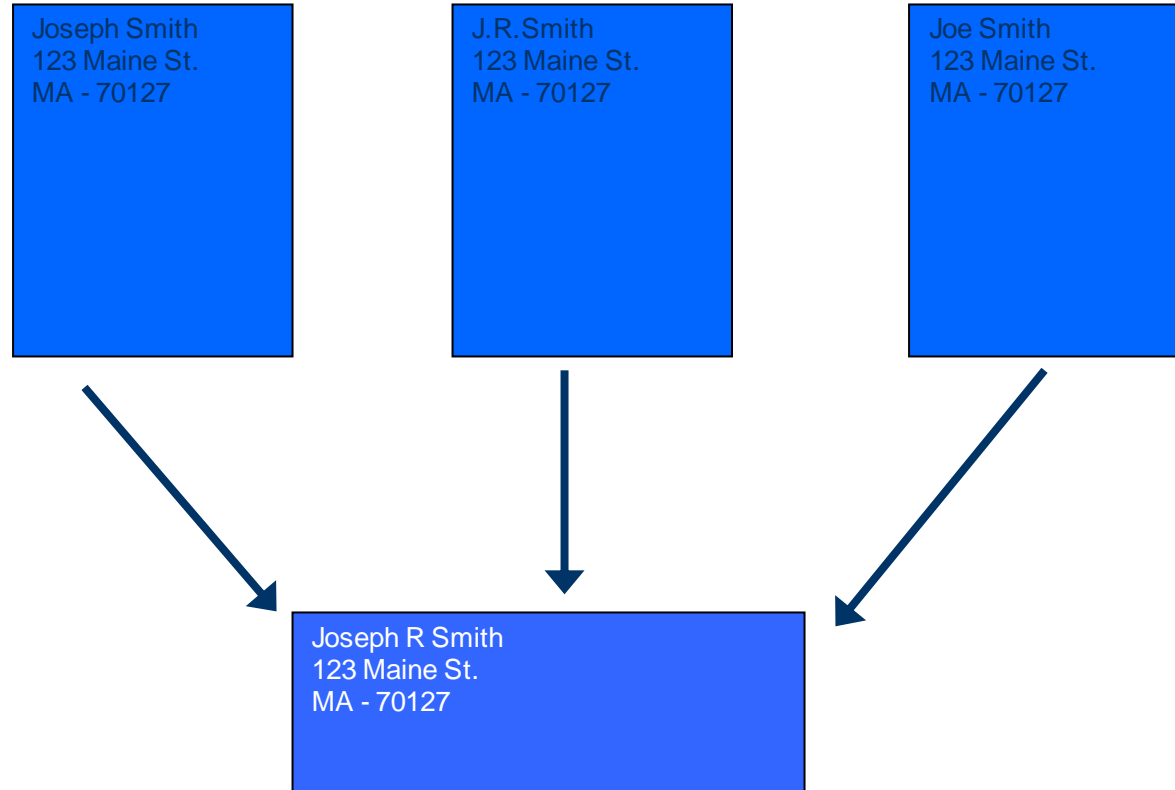 Joseph Smith
123 Maine St.
MA - 70127
J.R.Smith
123 Maine St.
MA - 70127
Joe Smith
123 Maine St.
MA - 70127
Joseph R Smith
123 Maine St.
MA - 70127